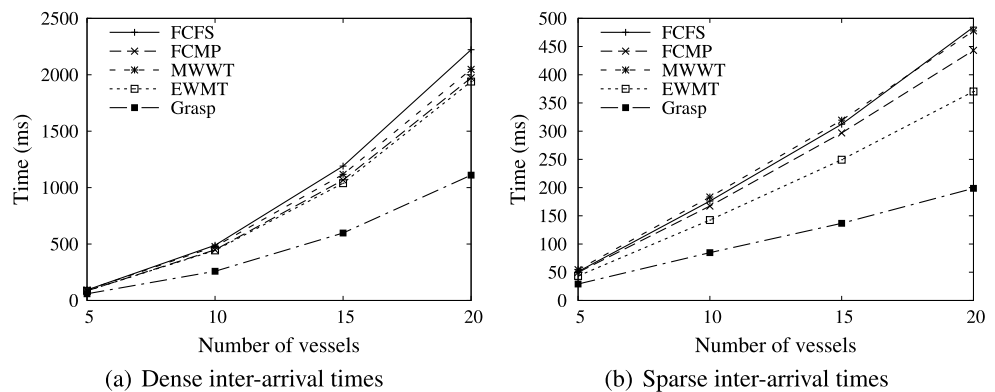 2500
2000
1500
1000
500
0
Time (ms)
FCFS
FCMP
MWWT
EWMT
Grasp
5 10 15 20
Number of vessels
(a) Dense inter-arrival times
500
450
400
350
300
250
200
150
100
50
0
Time (ms)
FCFS
FCMP
MWWT
EWMT
Grasp
5 10 15 20
Number of vessels
(b) Sparse inter-arrival times